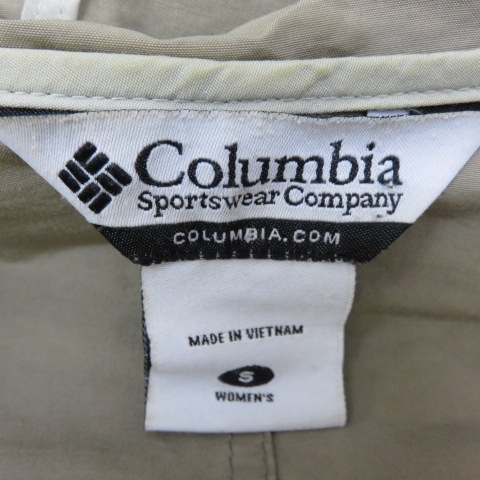 Columbia
Sportswear Company
COLUMBIA.COM
MADE IN VIETNAM
S
WOMEN'S